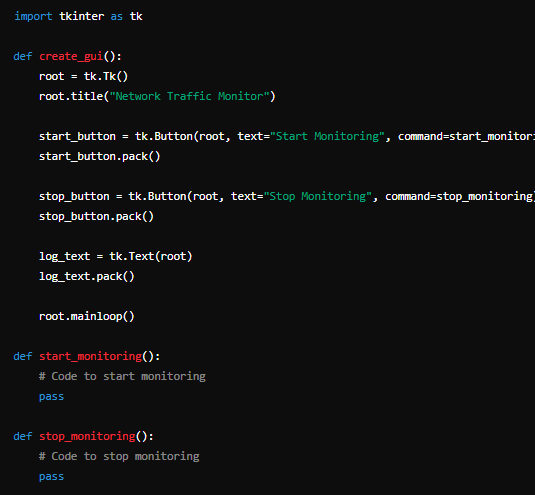 import tkinter as tk
def create_gui():
root = tk.Tk()
root.title("Network Traffic Monitor")
start_button = tk.Button(root, text="Start Monitoring", command=start_monitori
start_button.pack()
stop_button = tk.Button(root, text="Stop Monitoring", command=stop_monitoring)
stop_button.pack()
log_text = tk.Text(root)
log_text.pack()
root.mainloop()
def start_monitoring():
# Code to start monitoring
pass
def stop_monitoring():
# Code to stop monitoring
pass